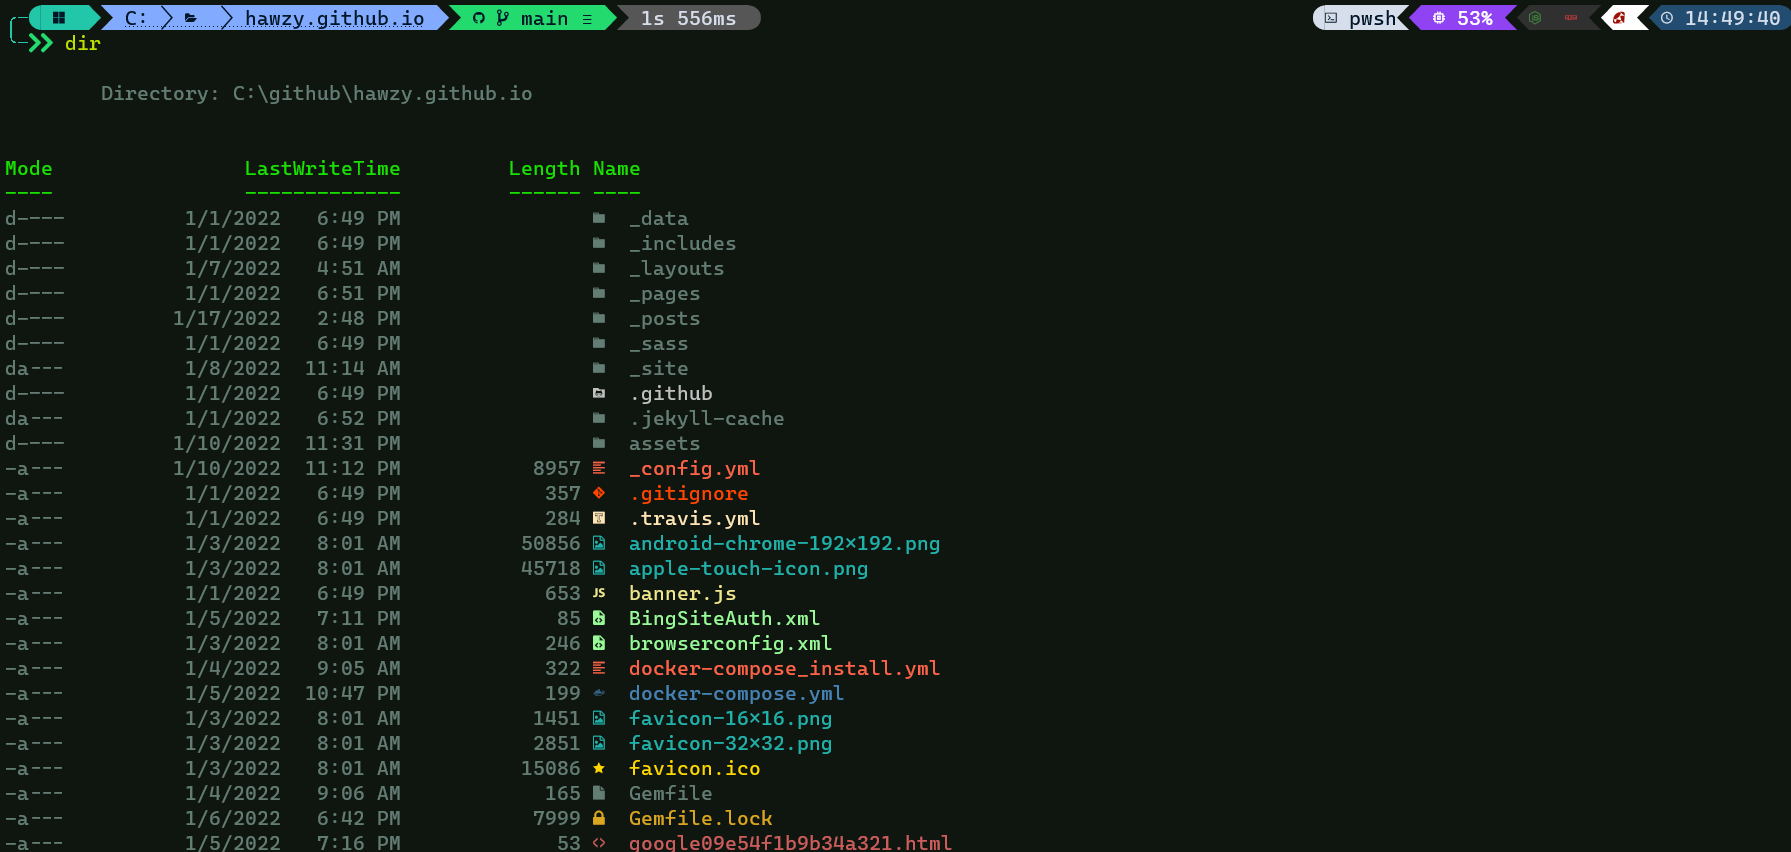 C: hawzy.github.io main ≡ 1s 556ms pwsh 53% 14:49:40
dir
Directory: C:\github\hawzy.github.io
Mode LastWriteTime Length Name
---- ------------- ------ ----
d---- 1/1/2022 6:49 PM _data
d---- 1/1/2022 6:49 PM _includes
d---- 1/7/2022 4:51 AM _layouts
d---- 1/1/2022 6:51 PM _pages
d---- 1/17/2022 2:48 PM _posts
d---- 1/1/2022 6:49 PM _sass
da--- 1/8/2022 11:14 AM _site
d---- 1/1/2022 6:49 PM .github
da--- 1/1/2022 6:52 PM .jekyll-cache
d---- 1/10/2022 11:31 PM assets
-a--- 1/10/2022 11:12 PM 8957 _config.yml
-a--- 1/1/2022 6:49 PM 357 .gitignore
-a--- 1/1/2022 6:49 PM 284 .travis.yml
-a--- 1/3/2022 8:01 AM 50856 android-chrome-192×192.png
-a--- 1/3/2022 8:01 AM 45718 apple-touch-icon.png
-a--- 1/1/2022 6:49 PM 653 JS banner.js
-a--- 1/5/2022 7:11 PM 85 BingSiteAuth.xml
-a--- 1/3/2022 8:01 AM 246 browserconfig.xml
-a--- 1/4/2022 9:05 AM 322 docker-compose_install.yml
-a--- 1/5/2022 10:47 PM 199 docker-compose.yml
-a--- 1/3/2022 8:01 AM 1451 favicon-16×16.png
-a--- 1/3/2022 8:01 AM 2851 favicon-32×32.png
-a--- 1/3/2022 8:01 AM 15086 favicon.ico
-a--- 1/4/2022 9:06 AM 165 Gemfile
-a--- 1/6/2022 6:42 PM 7999 Gemfile.lock
-a--- 1/5/2022 7:16 PM 53 google09e54f1b9b34a321.html